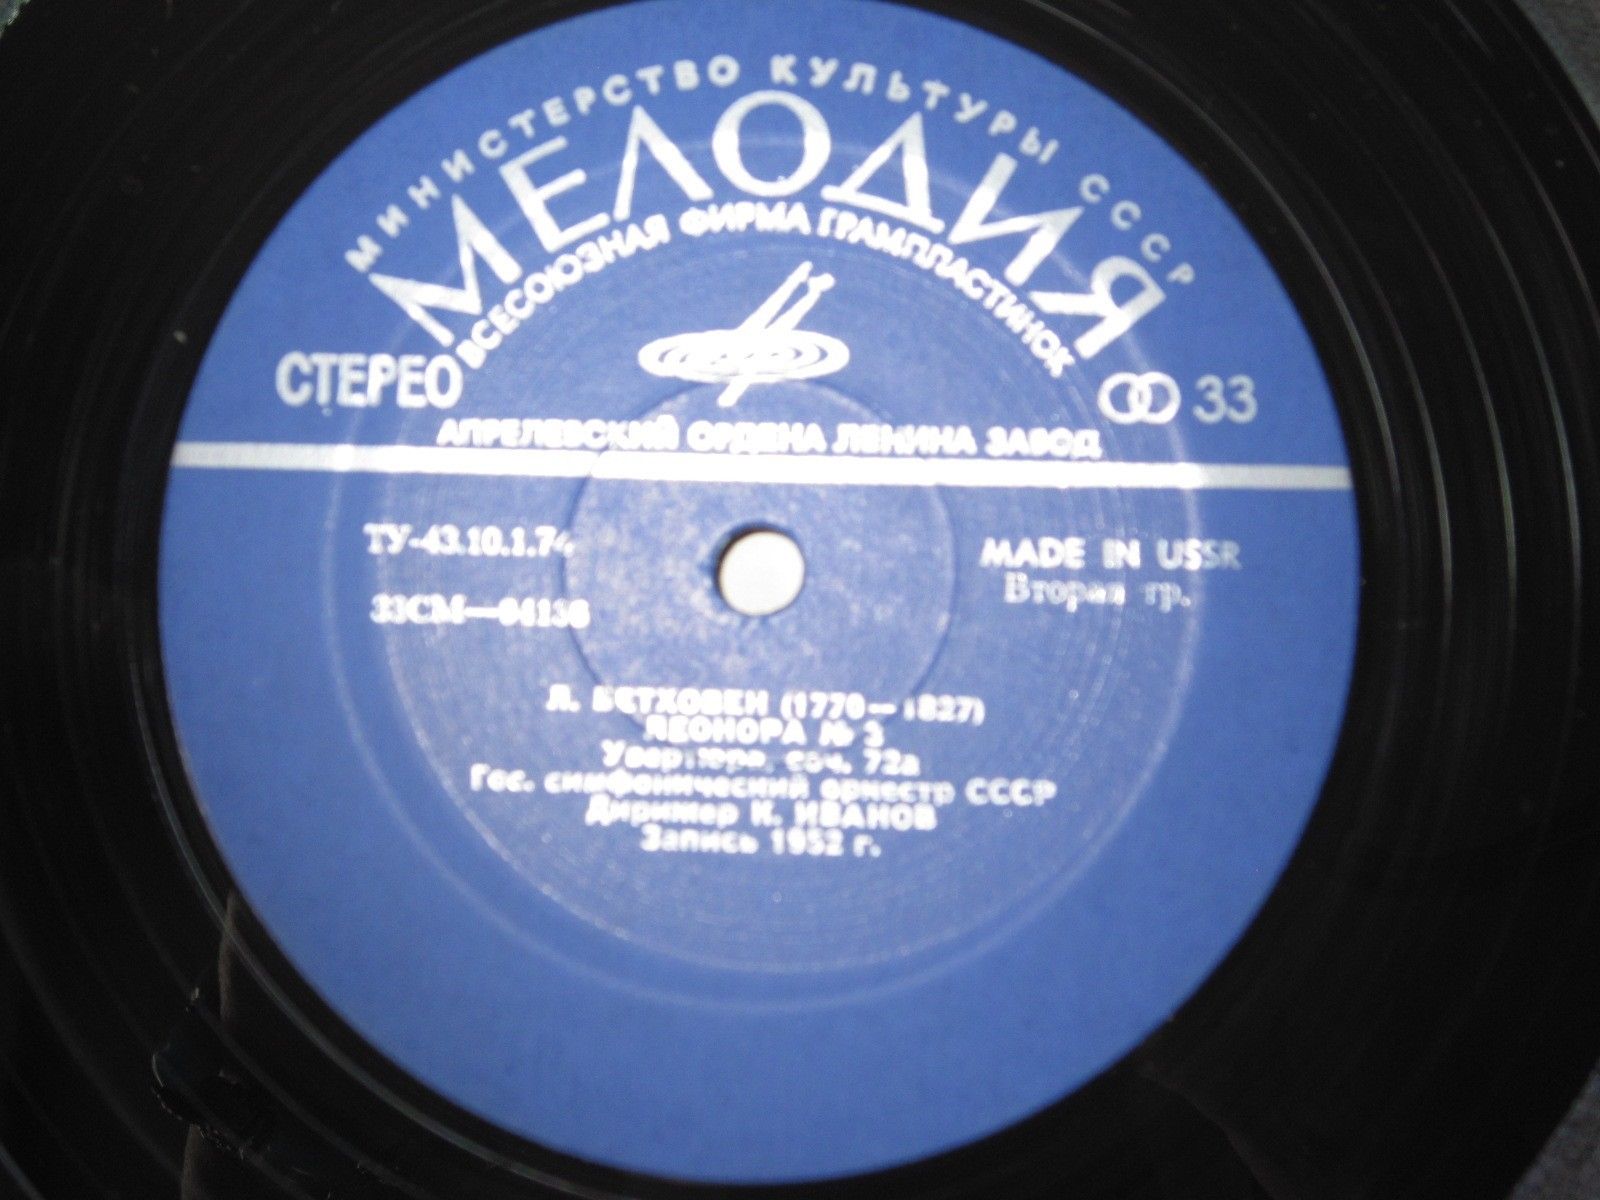 МИНИСТЕРСТВО КУЛЬТУРЫ СССР
МЕЛОДИЯ
ВСЕСОЮЗНАЯ ФИРМА ГРАМПЛАСТИНОК
СТЕРЕО
33
АПРЕЛЕВСКИЙ ОРДЕНА ЛЕНИНА ЗАВОД
ТУ-43.10.1.74
MADE IN USSR
Вторая гр.
Л. БЕТХОВЕН (1770—1827)
ЛЕОНОРА № 3
Увертюра, соч. 72а
Гос. симфонический оркестр СССР
Дирижер К. ИВАНОВ
Запись 1952 г.